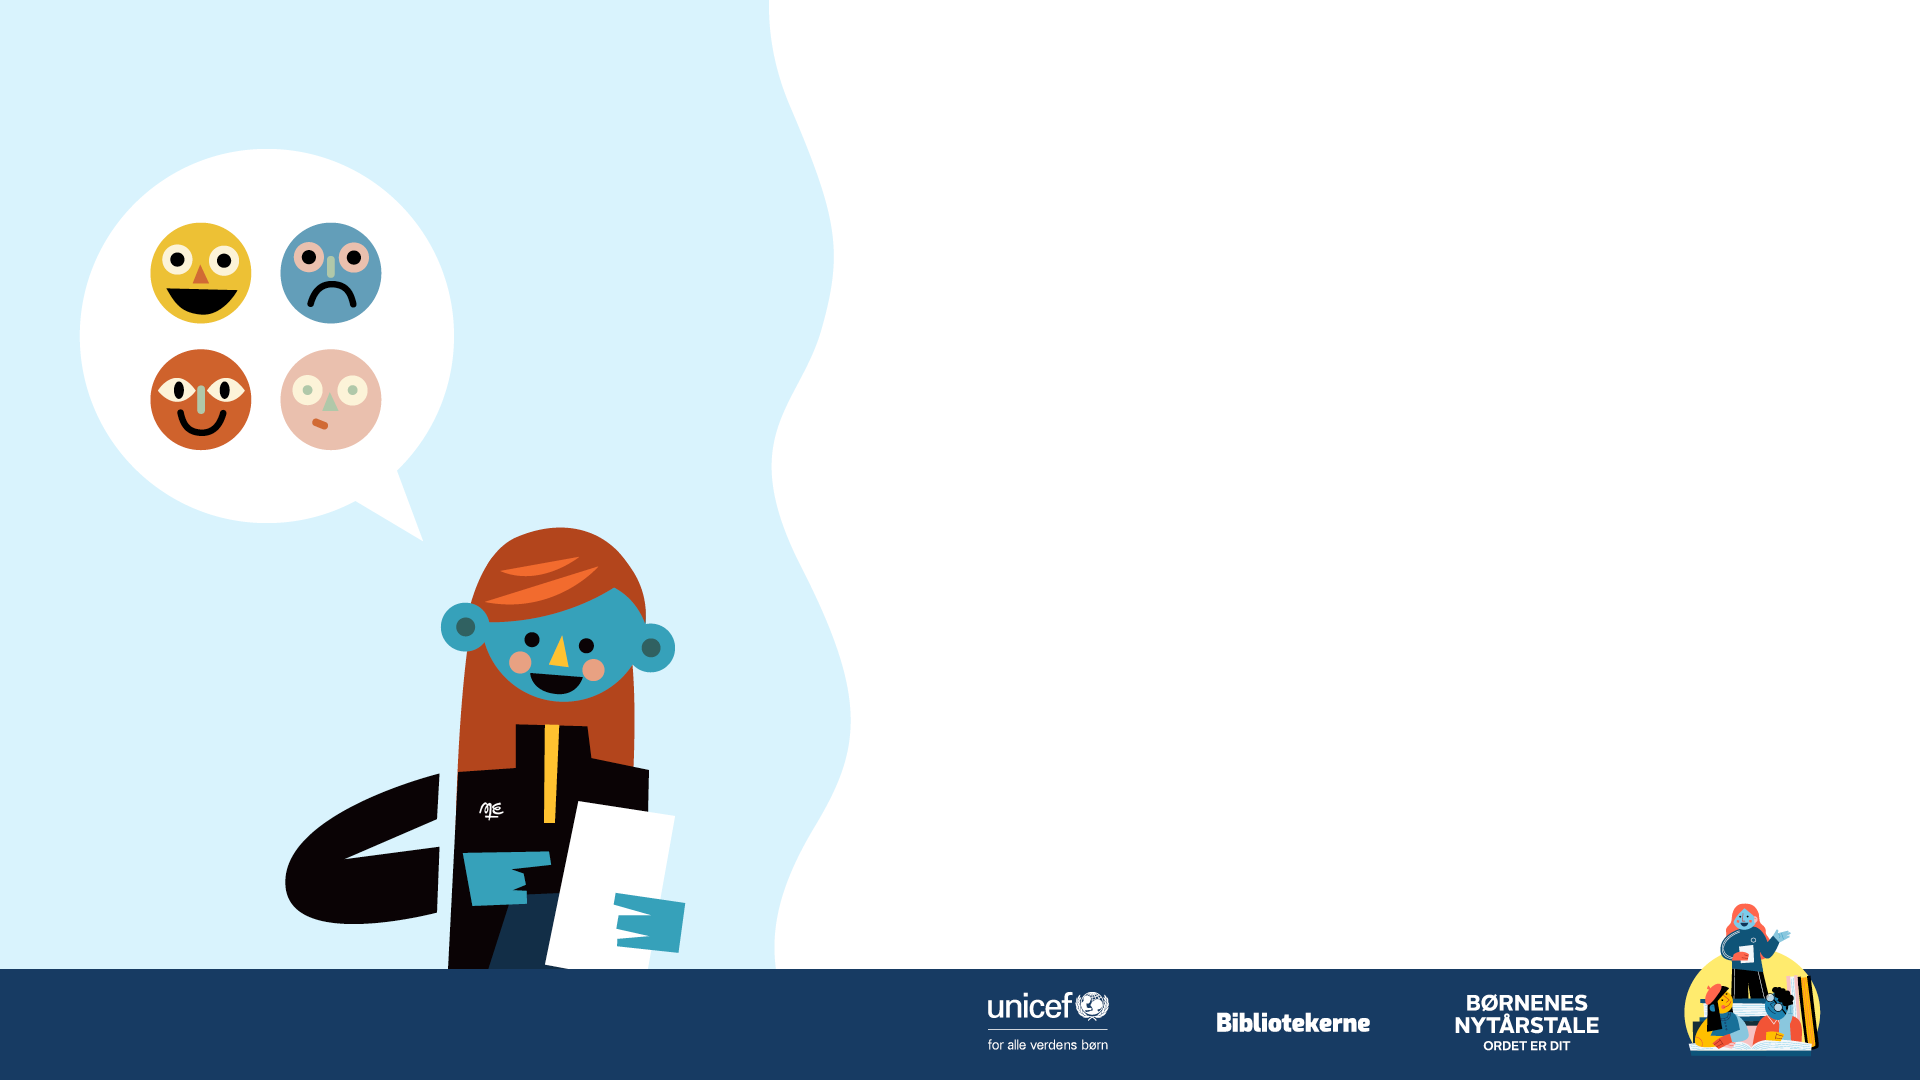 unicef
for alle verdens børn
Bibliotekerne
BØRNENES
NYTÅRSTALE
ORDET ER DIT